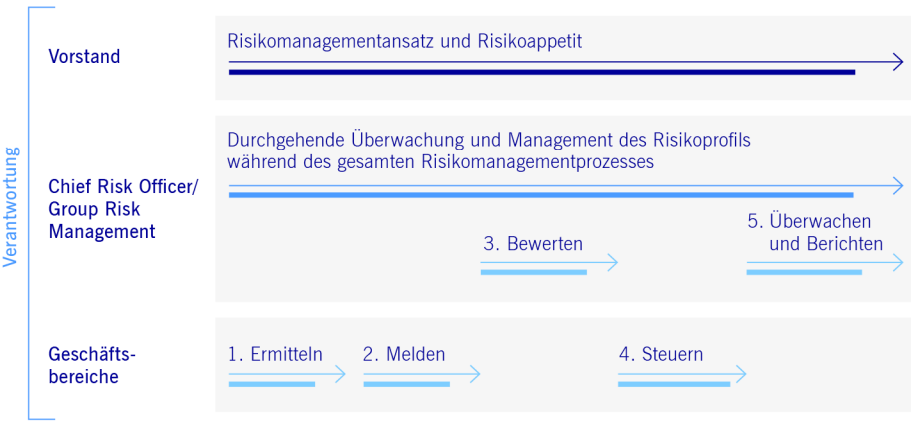 Verantwortung
Vorstand
Risikomanagementansatz und Risikoappetit
Chief Risk Officer/
Group Risk
Management
Durchgehende Überwachung und Management des Risikoprofils
während des gesamten Risikomanagementprozesses
3. Bewerten
5. Überwachen
und Berichten
Geschäfts-
bereiche
1. Ermitteln
2. Melden
4. Steuern